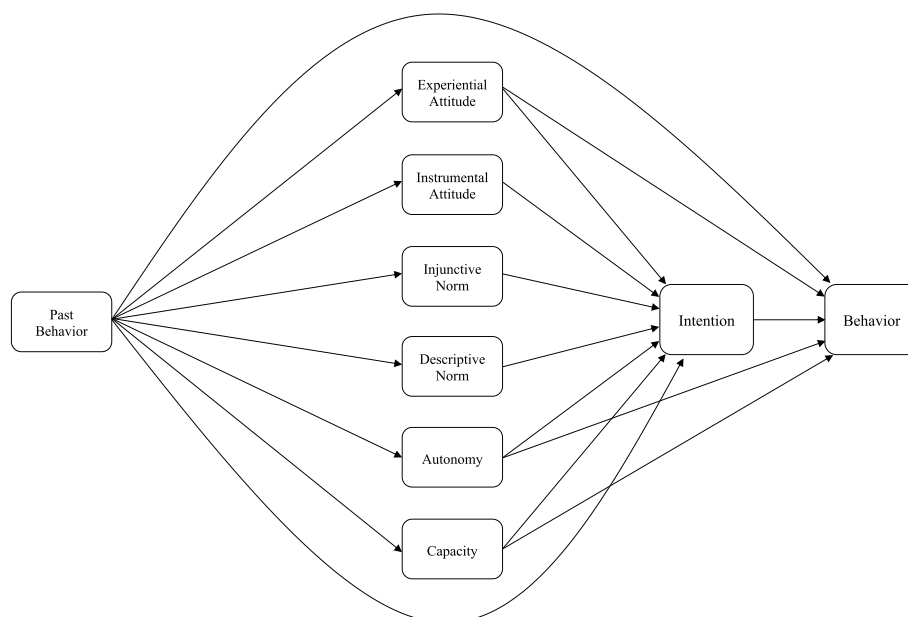 Experiential
Attitude
Instrumental
Attitude
Injunctive
Norm
Past
Behavior
Intention
Behavior
Descriptive
Norm
Autonomy
Capacity